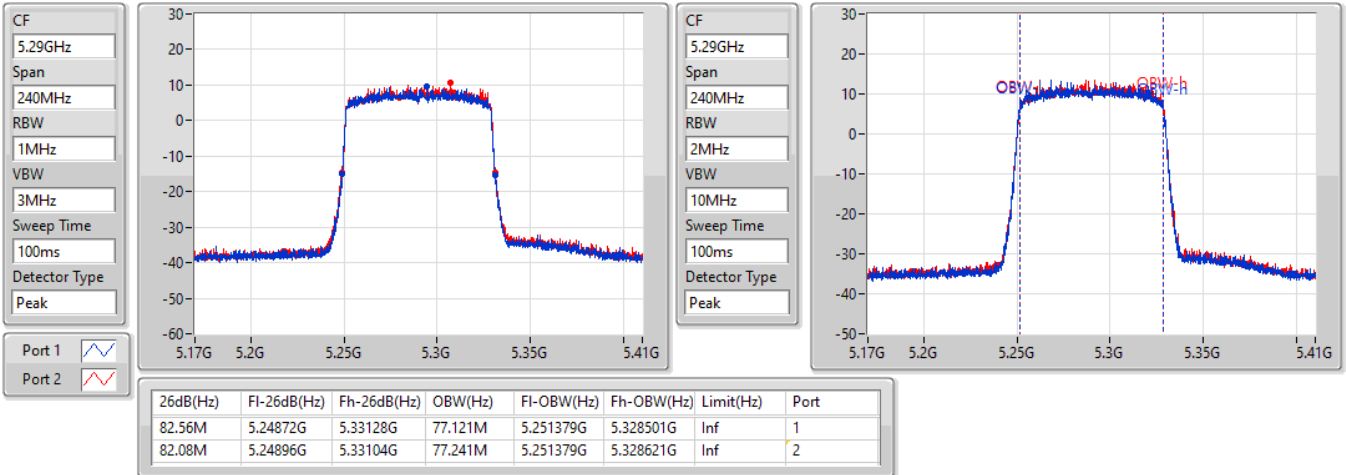 CF
5.29GHz
Span
240MHz
RBW
1MHz
VBW
3MHz
Sweep Time
100ms
Detector Type
Peak
Port 1
Port 2
30
20
10
0
-10
-20
-30
-40
-50
-60
5.17G 5.2G 5.25G 5.3G 5.35G 5.41G
CF
5.29GHz
Span
240MHz
RBW
2MHz
VBW
10MHz
Sweep Time
100ms
Detector Type
Peak
30
20
10
0
-10
-20
-30
-40
-50
OBW-h
5.17G 5.2G 5.25G 5.3G 5.35G 5.41G
26dB(Hz) Fl-26dB(Hz) Fh-26dB(Hz) OBW(Hz) Fl-OBW(Hz) Fh-OBW(Hz) Limit(Hz) Port
82.56M 5.24872G 5.33128G 77.121M 5.251379G 5.328501G Inf 1
82.08M 5.24896G 5.33104G 77.241M 5.251379G 5.328621G Inf 2